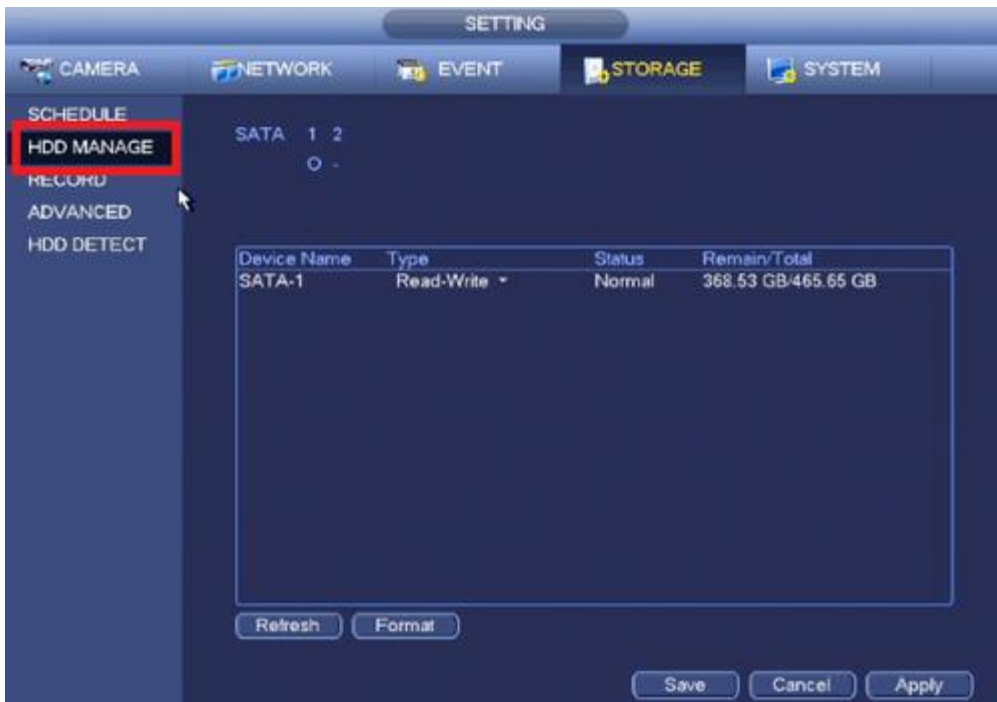 SETTING
CAMERA NETWORK EVENT STORAGE SYSTEM
SCHEDULE
HDD MANAGE
RECORD
ADVANCED
HDD DETECT
SATA 1 2
O -
Device Name Type Status Remain/Total
SATA-1 Read-Write Normal 368.53 GB/465.65 GB
Refresh Format
Save Cancel Apply